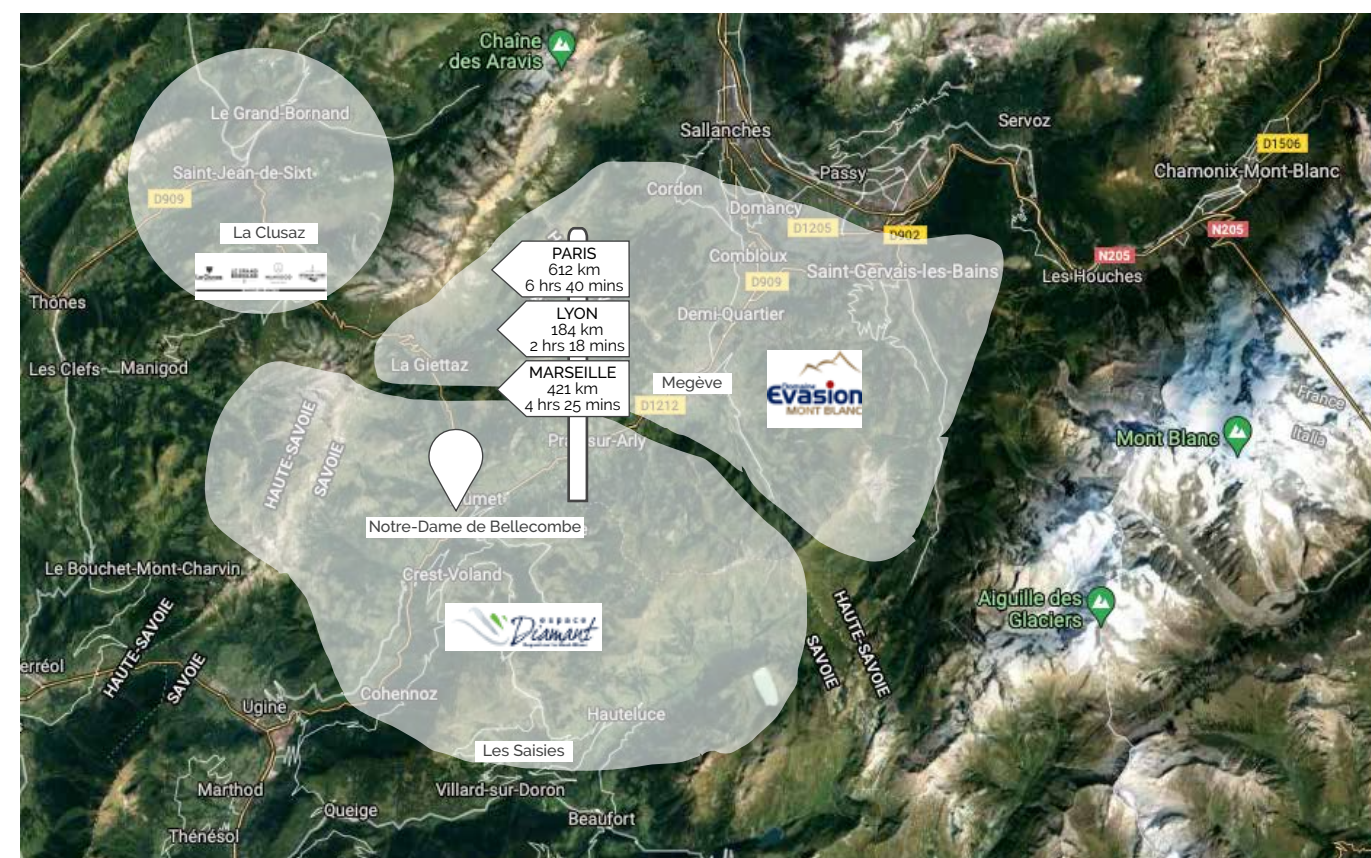 Chaîne
des Aravis
Le Grand-Bornand
Sallanches
Servoz
D1506
Saint-Jean-de-Sixt
Passy
Chamonix-Mont-Blanc
Cordon
D909
Domancy
La Clusaz
D1205
D902
N205
PARIS
612 km
6 hrs 40 mins
Combloux
N205
Saint-Gervais-les-Bains
Les Houches
D909
Thônes
LYON
184 km
2 hrs 18 mins
Demi-Quartier
La Giettaz
Les Clefs
Manigod
MARSEILLE
421 km
4 hrs 25 mins
Megève
Domaine
Evasion
MONT BLANC
D1212
France
Italia
HAUTE-SAVOIE
SAVOIE
Mont Blanc
Notre-Dame de Bellecombe
Le Bouchet-Mont-Charvin
Crest-Voland
Aiguille des
Glaciers
HAUTE-SAVOIE
SAVOIE
espace
Diamant
HAUTE-SAVOIE
SAVOIE
Cohennoz
Ugine
Hauteluce
Les Saisies
Marthod
Villard-sur-Doron
Queige
Beaufort
Thénésol